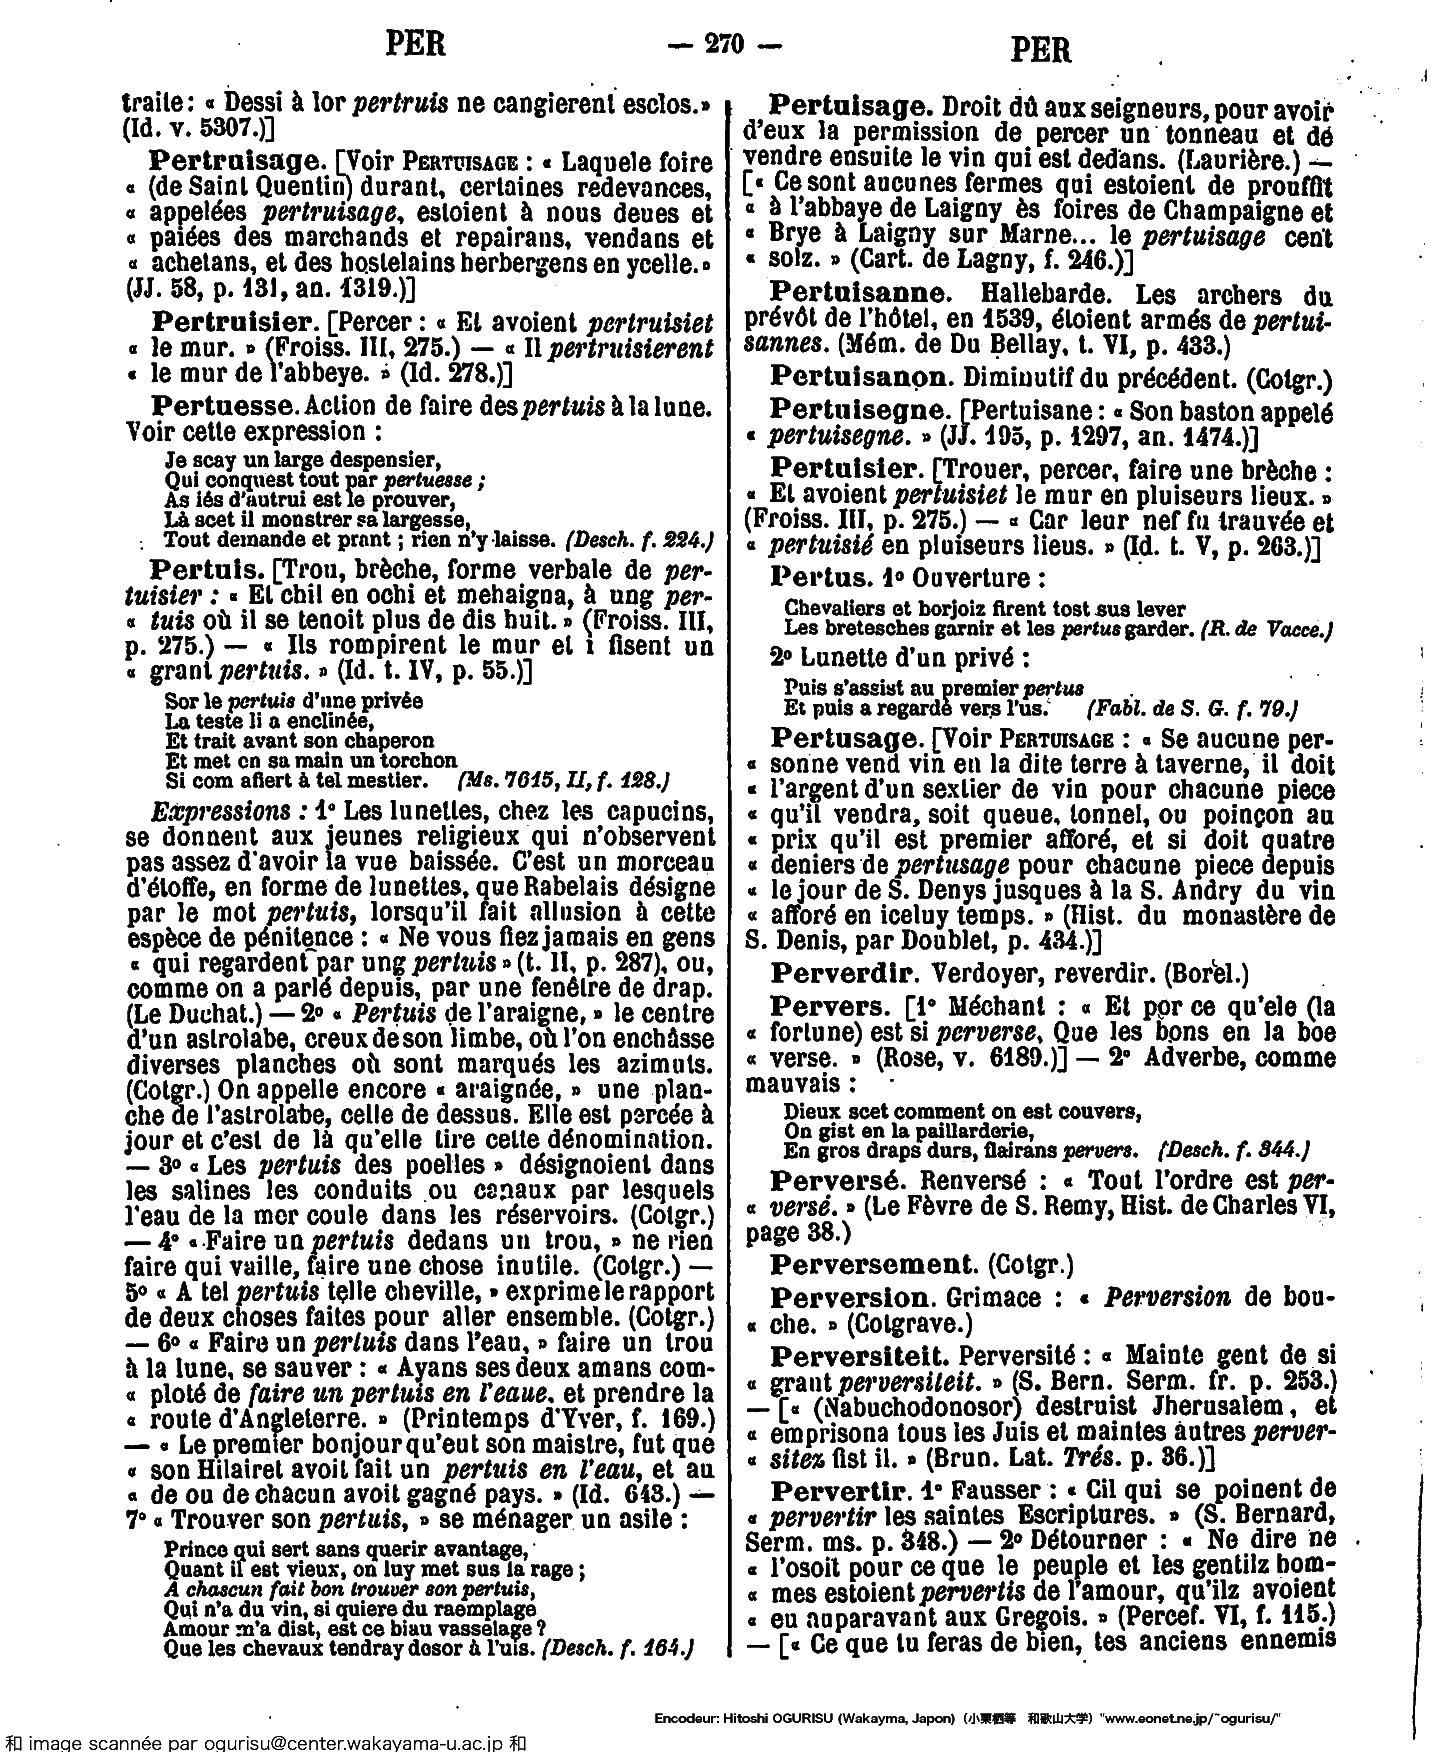 PER
— 270 —
PER
traite : « Dessi à lor pertruis ne cangierent esclos. »
(Id. v. 5307.)]
Pertruisage. [Voir PERTUISAGE : « Laquele foire
« (de Saint Quentin) durant, certaines redevances,
« appelées pertruisage, estoient à nous deues et
« paiées des marchands et repairans, vendans et
« achetans, et des hostelains herbergens en ycelle. »
(JJ. 58, p. 131, an. 1319.)]
Pertruisier. [Percer : « Et avoient pertruisiet
« le mur. » (Froiss. III, 275.) — « Il pertruisierent
« le mur de l'abbeye. » (Id. 278.)]
Pertuesse. Action de faire des pertuis à la lune.
Voir cette expression :
Je scay un large despensier,
Qui conquest tout par pertuesse ;
As iés d'autrui est le prouver,
Là scet il monstrer sa largesse,
Tout demande et prant ; rien n'y laisse. (Desch. f. 224.)
Pertuis. [Trou, brèche, forme verbale de per-
tuisier : « Et chil en ochi et mehaigna, à ung per-
« tuis où il se tenoit plus de dis huit. » (Froiss. III,
p. 275.) — « Ils rompirent le mur et i fisent un
« grant pertuis. » (Id. t. IV, p. 55.)]
Sor le pertuis d'une privée
La teste li a enclinée,
Et trait avant son chaperon
Et met en sa main un torchon
Si com afiert à tel mestier. (Ms. 7615, II, f. 128.)
Expressions : 1° Les lunettes, chez les capucins,
se donnent aux jeunes religieux qui n'observent
pas assez d'avoir la vue baissée. C'est un morceau
d'étoffe, en forme de lunettes, que Rabelais désigne
par le mot pertuis, lorsqu'il fait allusion à cette
espèce de pénitence : « Ne vous fiez jamais en gens
« qui regardent par ung pertuis » (t. II, p. 287), ou,
comme on a parlé depuis, par une fenêtre de drap.
(Le Duchat.) — 2° « Pertuis de l'araigne, » le centre
d'un astrolabe, creux de son limbe, où l'on enchâsse
diverses planches où sont marqués les azimuts.
(Cotgr.) On appelle encore « araignée, » une plan-
che de l'astrolabe, celle de dessus. Elle est percée à
jour et c'est de là qu'elle tire cette dénomination.
— 3° « Les pertuis des poelles » désignoient dans
les salines les conduits ou canaux par lesquels
l'eau de la mer coule dans les réservoirs. (Cotgr.)
— 4° « Faire un pertuis dedans un trou, » ne rien
faire qui vaille, faire une chose inutile. (Cotgr.) —
5° « A tel pertuis telle cheville, » exprime le rapport
de deux choses faites pour aller ensemble. (Cotgr.)
— 6° « Faire un pertuis dans l'eau, » faire un trou
à la lune, se sauver : « Ayans ses deux amans com-
« ploté de faire un pertuis en l'eaue, et prendre la
« route d'Angleterre. » (Printemps d'Yver, f. 169.)
— « Le premier bonjour qu'eut son maistre, fut que
« son Hilairet avoit fait un pertuis en l'eau, et au
« de ou de chacun avoit gagné pays. » (Id. 643.) —
7° « Trouver son pertuis, » se ménager un asile :
Prince qui sert sans querir avantage,
Quant il est vieux, on luy met sus la rage ;
A chascun fait bon trouver son pertuis,
Qui n'a du vin, si quiere du raemplage
Amour m'a dist, est ce biau vasselage ?
Que les chevaux tendray desor à l'uis. (Desch. f. 164.)
Pertuisage. Droit dû aux seigneurs, pour avoir
d'eux la permission de percer un tonneau et de
vendre ensuite le vin qui est dedans. (Laurière.) —
[« Ce sont aucunes fermes qui estoient de prouffit
« à l'abbaye de Laigny ès foires de Champaigne et
« Brye à Laigny sur Marne... le pertuisage cent
« solz. » (Cart. de Lagny, f. 246.)]
Pertuisanne. Hallebarde. Les archers du
prévôt de l'hôtel, en 1539, étoient armés de pertui-
sannes. (Mém. de Du Bellay, t. VI, p. 433.)
Pertuisanon. Diminutif du précédent. (Cotgr.)
Pertuisegne. [Pertuisane : « Son baston appelé
« pertuisegne. » (JJ. 195, p. 1297, an. 1474.)]
Pertuisier. [Trouer, percer, faire une brèche :
« Et avoient pertuisiet le mur en pluiseurs lieux. »
(Froiss. III, p. 275.) — « Car leur nef fu trauvée et
« pertuisié en pluiseurs lieus. » (Id. t. V, p. 263.)]
Pertus. 1° Ouverture :
Chevaliers et borjoiz firent tost sus lever
Les bretesches garnir et les pertus garder. (R. de Vacce.)
2° Lunette d'un privé :
Puis s'assist au premier pertus
Et puis a regardé vers l'us. (Fabl. de S. G. f. 79.)
Pertusage. [Voir PERTUISAGE : « Se aucune per-
« sonne vend vin en la dite terre à taverne, il doit
« l'argent d'un sextier de vin pour chacune piece
« qu'il vendra, soit queue, tonnel, ou poinçon au
« prix qu'il est premier afforé, et si doit quatre
« deniers de pertusage pour chacune piece depuis
« le jour de S. Denys jusques à la S. Andry du vin
« afforé en iceluy temps. » (Hist. du monastère de
S. Denis, par Doublet, p. 434.)]
Perverdir. Verdoyer, reverdir. (Borel.)
Pervers. [1° Méchant : « Et por ce qu'ele (la
« fortune) est si perverse, Que les bons en la boe
« verse. » (Rose, v. 6189.)] — 2° Adverbe, comme
mauvais :
Dieux scet comment on est couvers,
On gist en la paillarderie,
En gros draps durs, flairans pervers. (Desch. f. 344.)
Perversé. Renversé : « Tout l'ordre est per-
« versé. » (Le Fèvre de S. Remy, Hist. de Charles VI,
page 38.)
Perversement. (Cotgr.)
Perversion. Grimace : « Perversion de bou-
« che. » (Cotgrave.)
Perversiteit. Perversité : « Mainte gent de si
« grant perversiteit. » (S. Bern. Serm. fr. p. 253.)
— [« (Nabuchodonosor) destruist Jherusalem, et
« emprisona tous les Juis et maintes autres perver-
« sitez fist il. » (Brun. Lat. Trés. p. 36.)]
Pervertir. 1° Fausser : « Cil qui se poinent de
« pervertir les saintes Escriptures. » (S. Bernard,
Serm. ms. p. 348.) — 2° Détourner : « Ne dire ne
« l'osoit pour ce que le peuple et les gentilz hom-
« mes estoient pervertis de l'amour, qu'ilz avoient
« eu auparavant aux Gregois. » (Percef. VI, f. 115.)
— [« Ce que tu feras de bien, tes anciens ennemis
Encodeur: Hitoshi OGURISU (Wakayma, Japon) (小栗栖等 和歌山大学) "www.eonet.ne.jp/~ogurisu/"
和 image scannée par ogurisu@center.wakayama-u.ac.jp 和